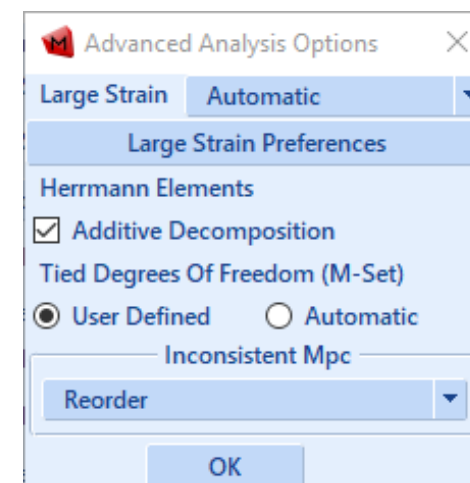 Advanced Analysis Options
Large Strain Automatic
Large Strain Preferences
Herrmann Elements
Additive Decomposition
Tied Degrees Of Freedom (M-Set)
User Defined Automatic
Inconsistent Mpc
Reorder
OK